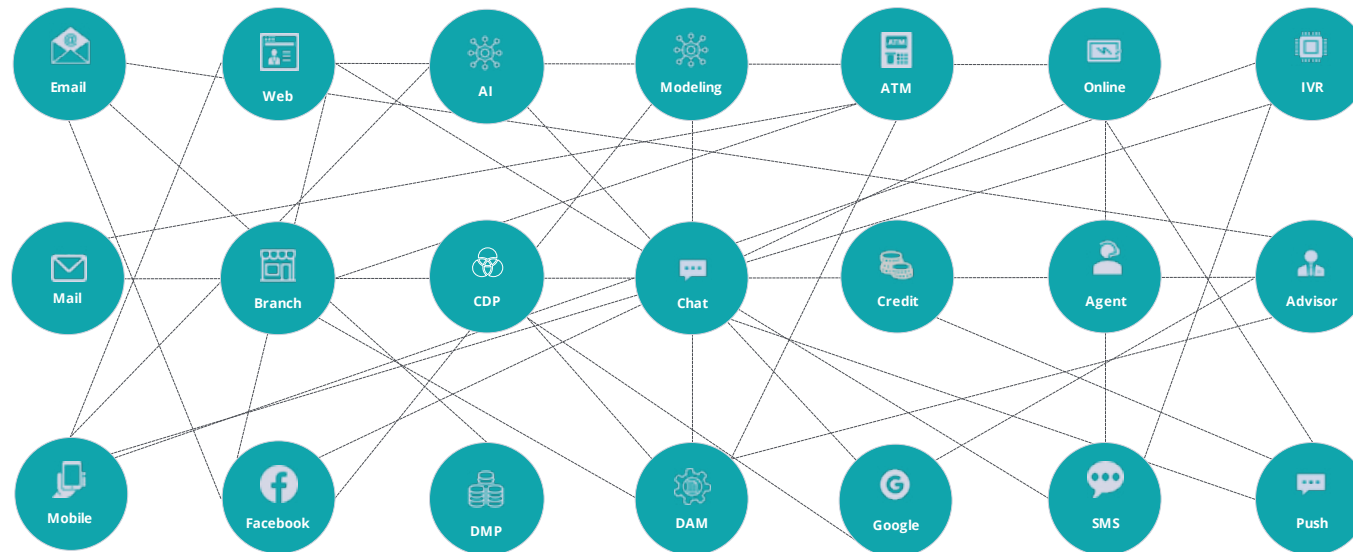 Email
Web
AI
Modeling
ATM
ATM
Online
IVR
Mail
Branch
CDP
Chat
Credit
Agent
Advisor
Mobile
Facebook
DMP
DAM
Google
SMS
Push